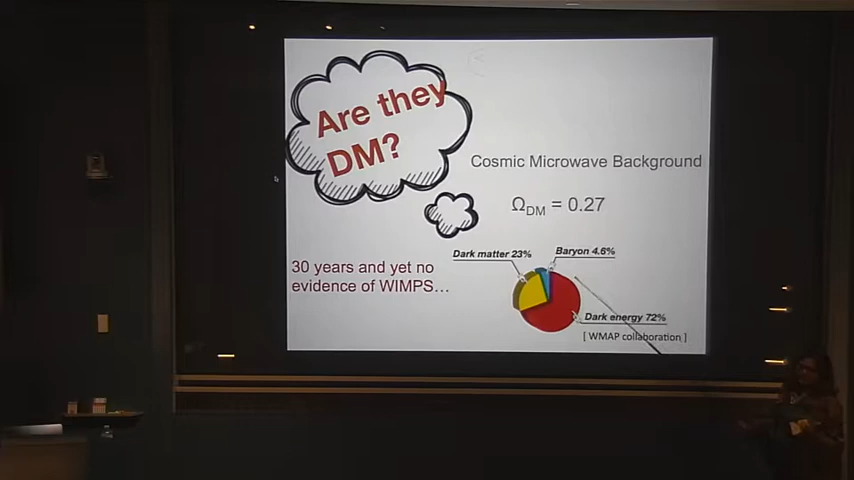 Are they
DM?
Cosmic Microwave Background
Ω_DM = 0.27
Dark matter 23%
Baryon 4.6%
30 years and yet no
evidence of WIMPS...
Dark energy 72%
[ WMAP collaboration ]